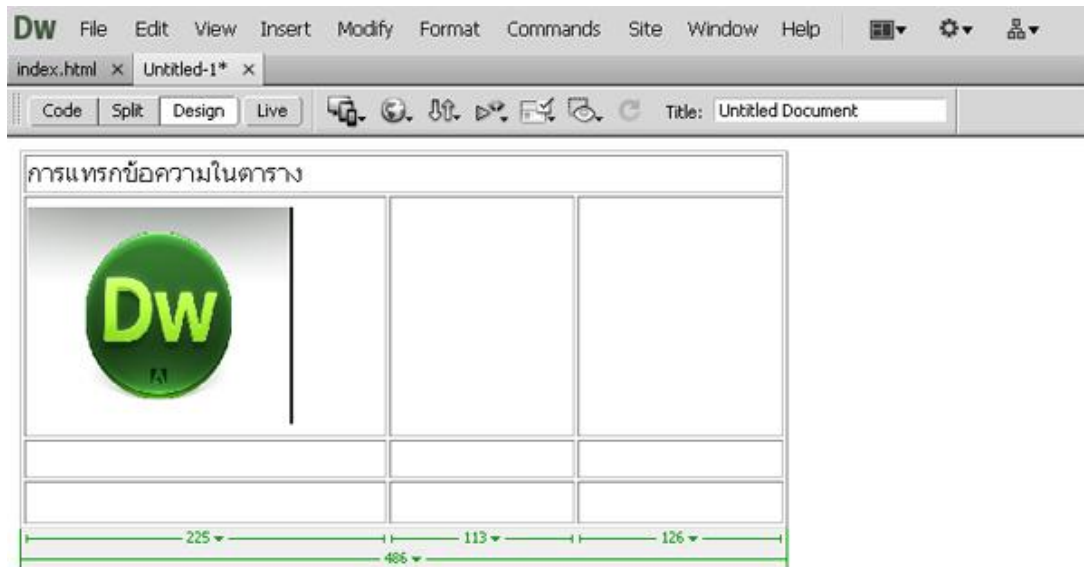 DW File Edit View Insert Modify Format Commands Site Window Help
index.html × Untitled-1* ×
Code Split Design Live Title: Untitled Document
การแทรกข้อความในตาราง
Dw
225 113 126
486